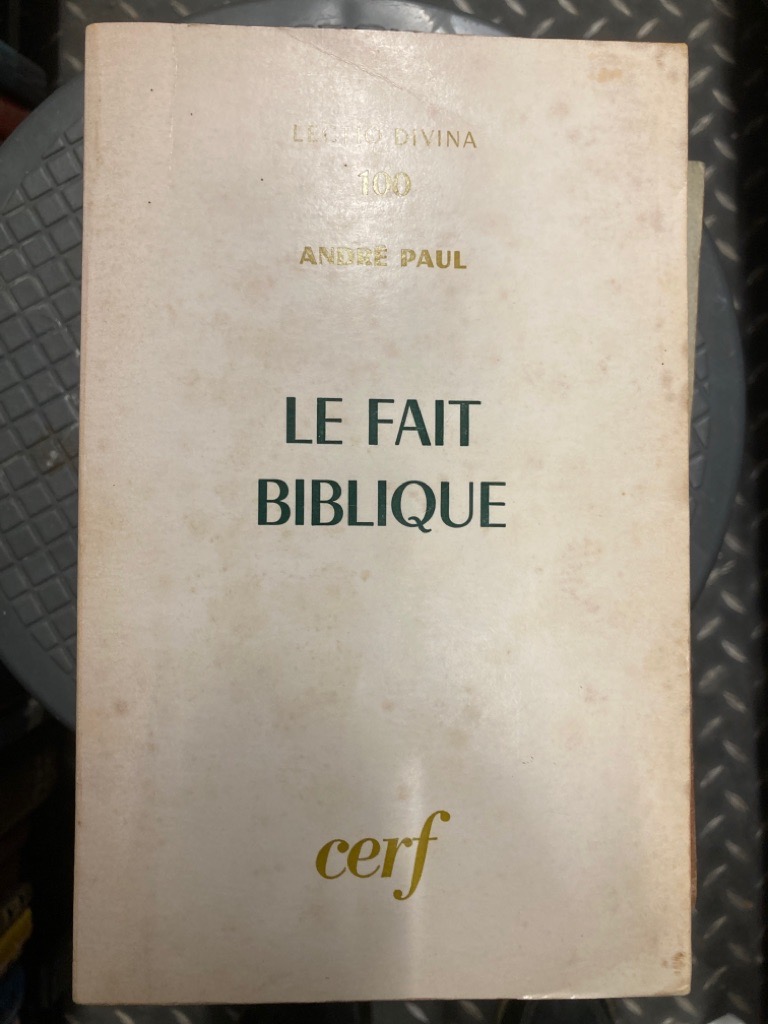 LECTIO DIVINA
100
ANDRÉ PAUL
LE FAIT
BIBLIQUE
cerf